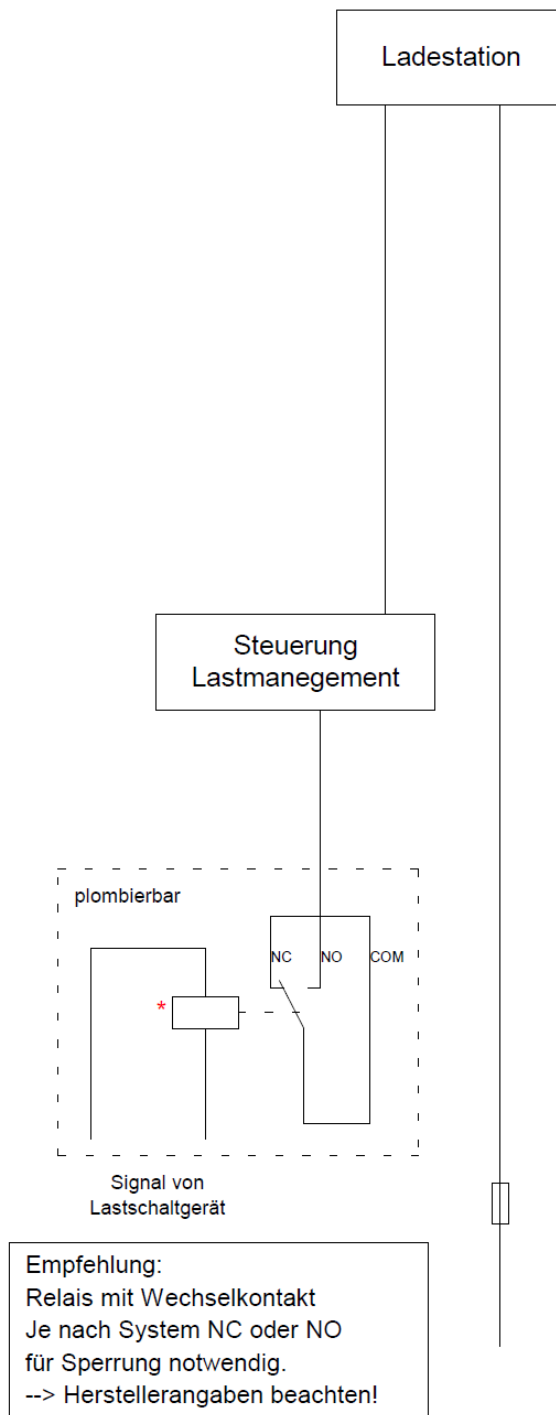 Ladestation
Steuerung
Lastmanegement
plombierbar
NC NO COM
*
Signal von
Lastschaltgerät
Empfehlung:
Relais mit Wechselkontakt
Je nach System NC oder NO
für Sperrung notwendig.
--> Herstellerangaben beachten!